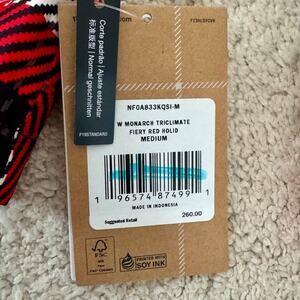 Corte padrão | Ajuste estándar
标准版型 | Normal geschnitten
F19STANDARD
NF0A833KQSI-M
W MONARCH TRICLIMATE
FIERY RED HOLID
MEDIUM
1 96574 87499 1
MADE IN INDONESIA
Suggested Retail
260.00
FSC
PRINTED WITH
SOY INK